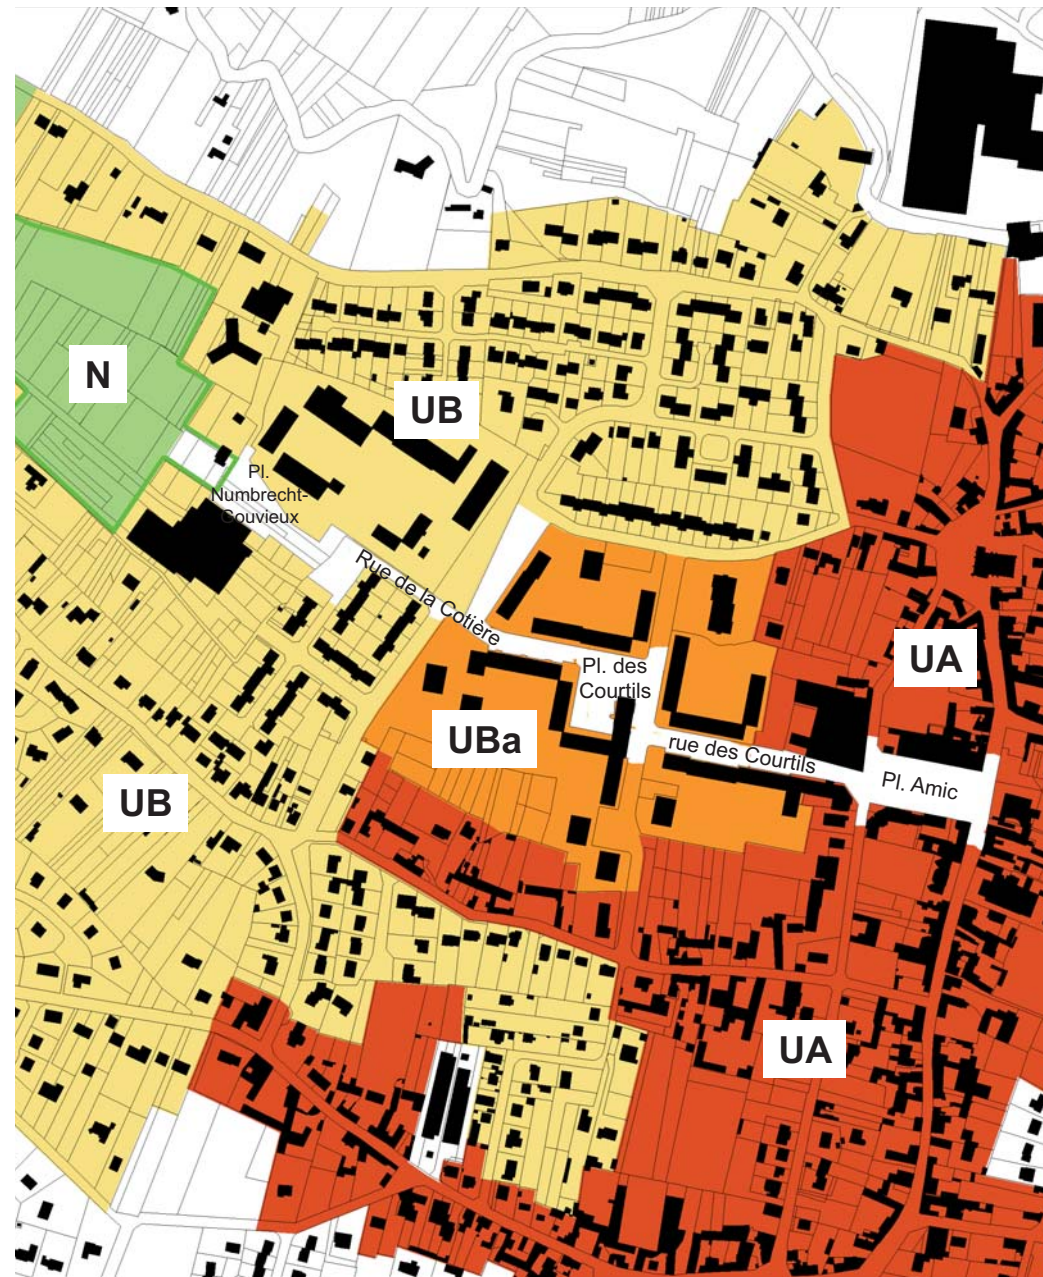 N
UB
Pl.
Numbrecht-
Gouvieux
Rue de la Cotière
UA
Pl. des
Courtils
UBa
rue des Courtils
Pl. Amic
UB
UA